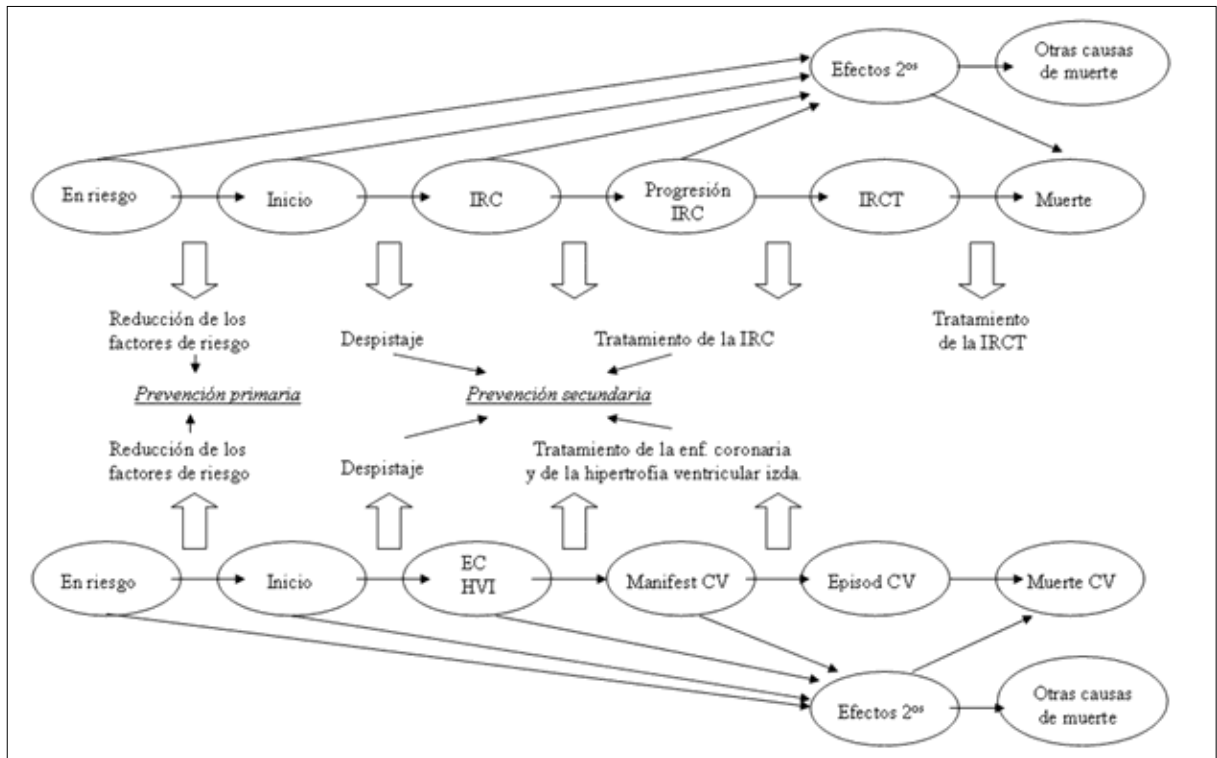 Efectos 2ºs
Otras causas
de muerte
En riesgo
Inicio
IRC
Progresión
IRC
IRCT
Muerte
Reducción de los
factores de riesgo
Despistaje
Tratamiento de la IRC
Tratamiento
de la IRCT
Prevención primaria
Prevención secundaria
Reducción de los
factores de riesgo
Despistaje
Tratamiento de la enf. coronaria
y de la hipertrofia ventricular izda.
En riesgo
Inicio
EC
HVI
Manifest CV
Episod CV
Muerte CV
Efectos 2ºs
Otras causas
de muerte